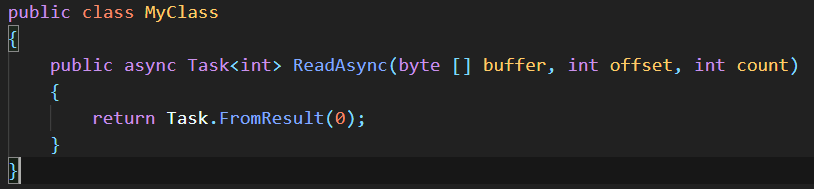 public class MyClass
{
    public async Task<int> ReadAsync(byte [] buffer, int offset, int count)
    {
        return Task.FromResult(0);
    }
}